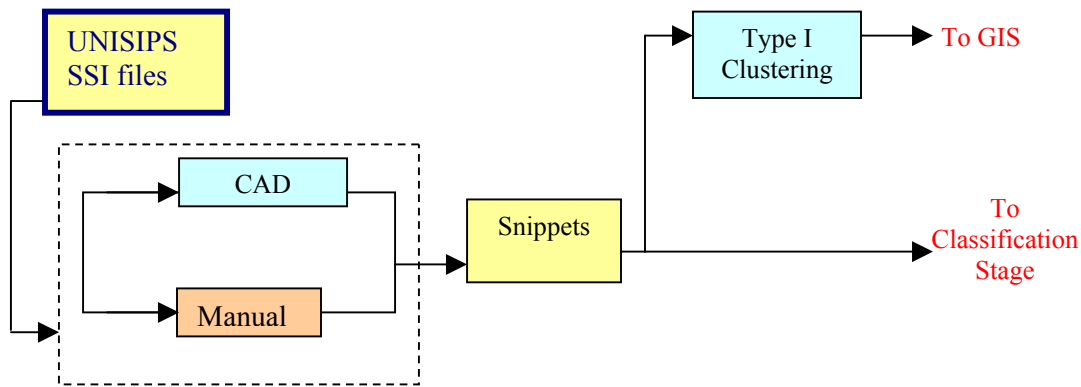 UNISIPS
SSI files
Type I
Clustering
To GIS
CAD
Snippets
Manual
To
Classification
Stage